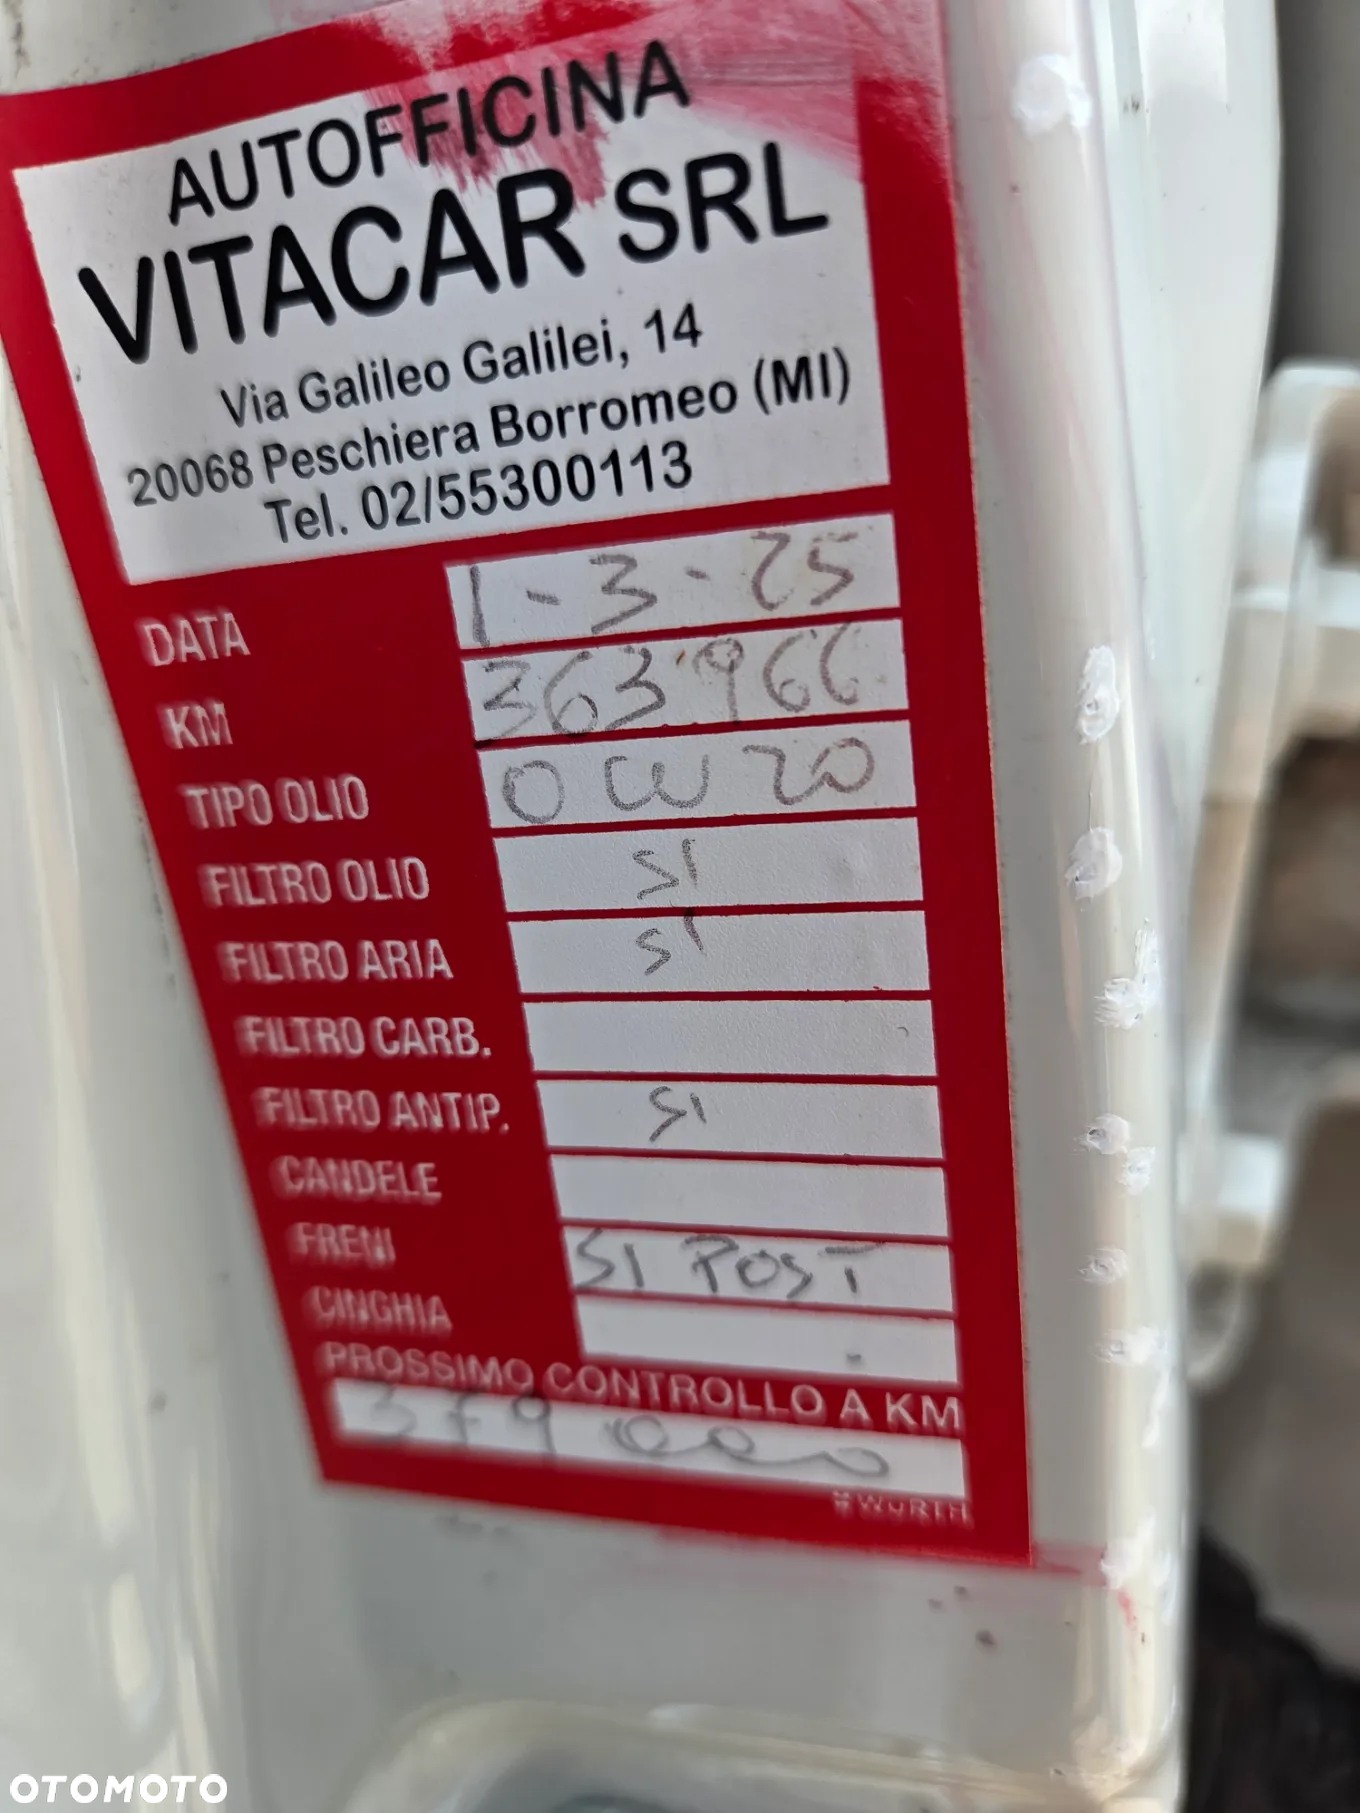 AUTOFFICINA
VITACAR SRL
Via Galileo Galilei, 14
20068 Peschiera Borromeo (MI)
Tel. 02/55300113
DATA 1-3-25
KM 363966
TIPO OLIO 0W20
FILTRO OLIO SI
FILTRO ARIA SI
FILTRO CARB.
FILTRO ANTIP. SI
CANDELE
FRENI SI POST
CINGHIA
PROSSIMO CONTROLLO A KM
379000
WÜRTH
OTOMOTO